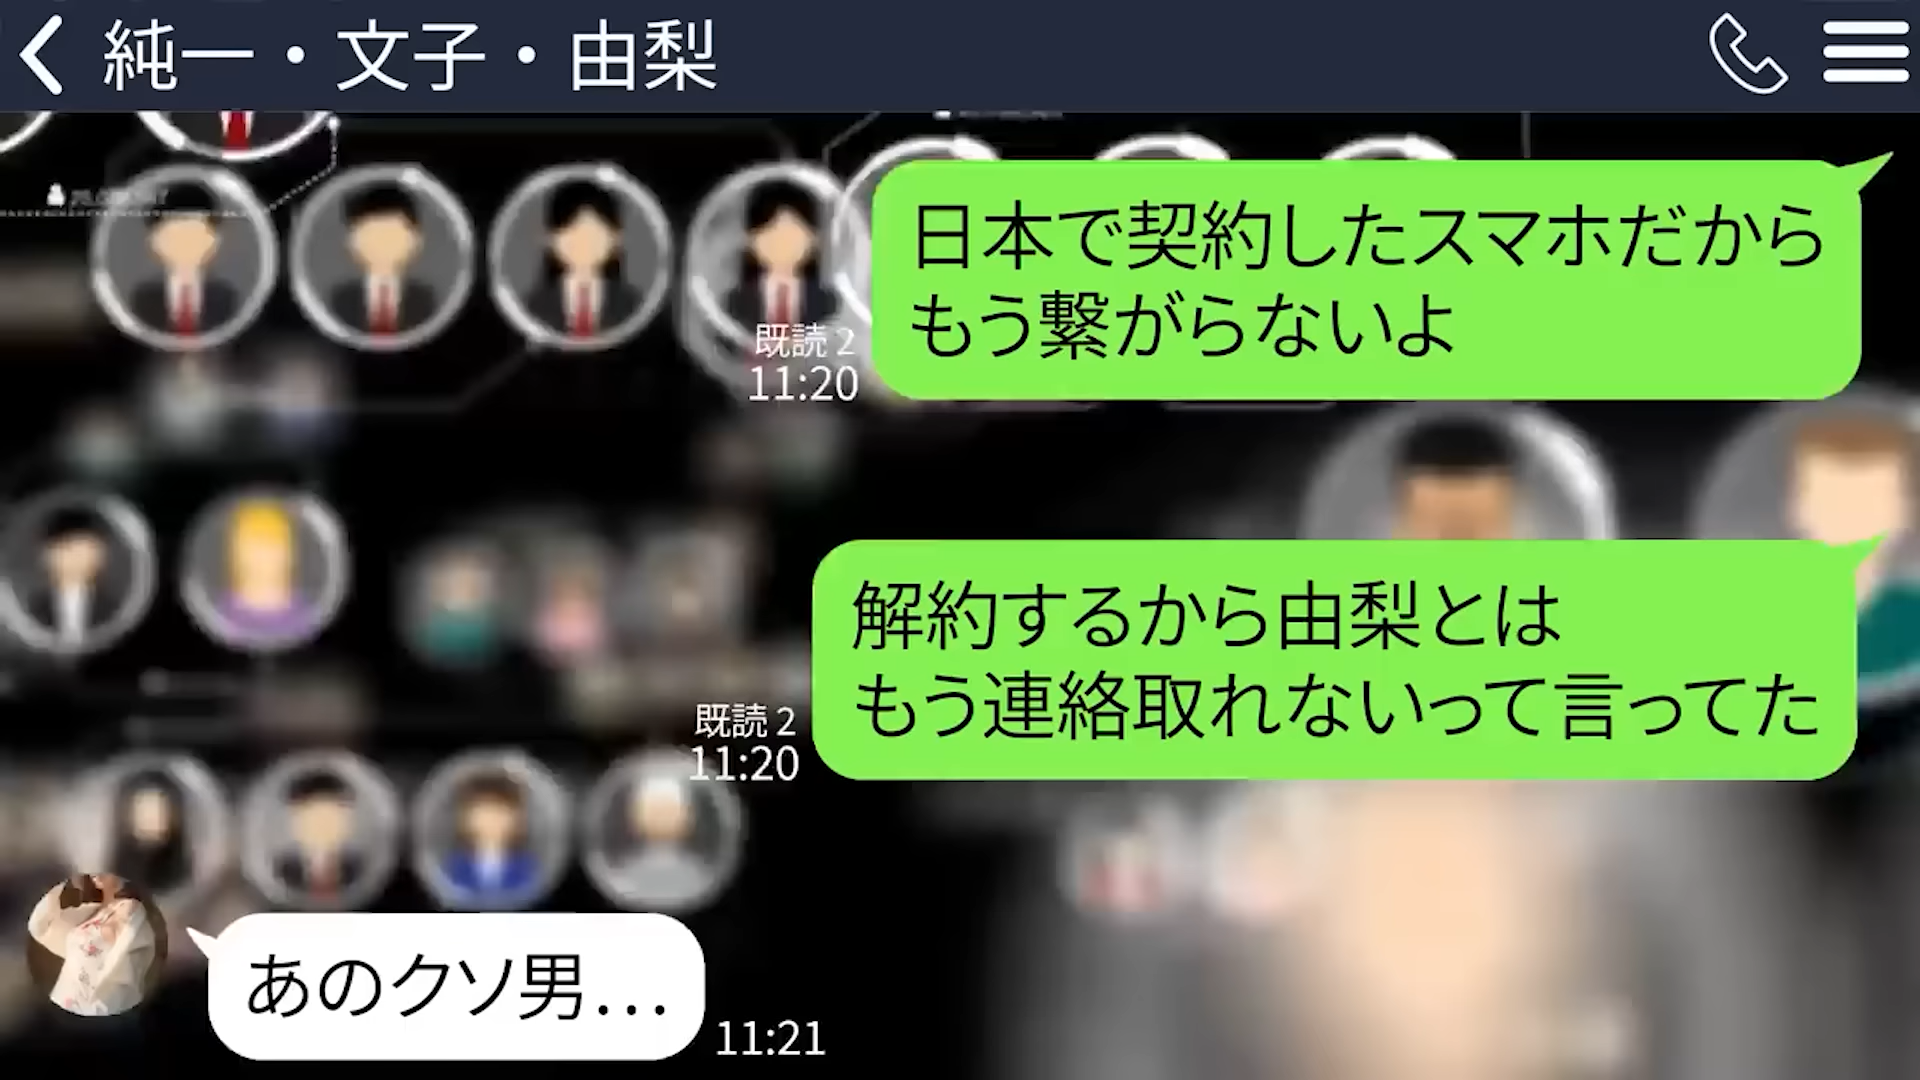 純一・文子・由梨
日本で契約したスマホだから
もう繋がらないよ
既読 2
11:20
解約するから由梨とは
もう連絡取れないって言ってた
既読 2
11:20
あのクソ男…
11:21